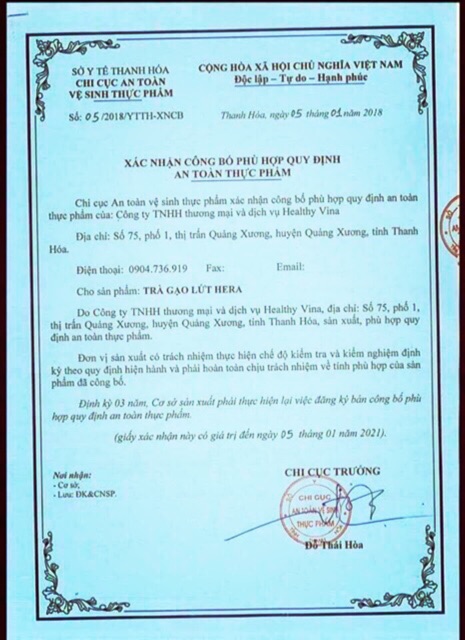 SỞ Y TẾ THANH HÓA
CHI CỤC AN TOÀN
VỆ SINH THỰC PHẨM
Số: 05/2018/YTTH-XNCB
CỘNG HÒA XÃ HỘI CHỦ NGHĨA VIỆT NAM
Độc lập – Tự do – Hạnh phúc
Thanh Hóa, ngày 05 tháng 01 năm 2018
XÁC NHẬN CÔNG BỐ PHÙ HỢP QUY ĐỊNH
AN TOÀN THỰC PHẨM
Chi cục An toàn vệ sinh thực phẩm xác nhận công bố phù hợp quy định an toàn
thực phẩm của: Công ty TNHH thương mại và dịch vụ Healthy Vina
Địa chỉ: Số 75, phố 1, thị trấn Quảng Xương, huyện Quảng Xương, tỉnh Thanh
Hóa.
Điện thoại: 0904.736.919 Fax: Email:
Cho sản phẩm: TRÀ GẠO LỨT HERA
Do Công ty TNHH thương mại và dịch vụ Healthy Vina, địa chỉ: Số 75, phố 1,
thị trấn Quảng Xương, huyện Quảng Xương, tỉnh Thanh Hóa, sản xuất, phù hợp quy
định an toàn thực phẩm.
Đơn vị sản xuất có trách nhiệm thực hiện chế độ kiểm tra và kiểm nghiệm định
kỳ theo quy định hiện hành và phải hoàn toàn chịu trách nhiệm về tính phù hợp của sản
phẩm đã công bố.
Định kỳ 03 năm, Cơ sở sản xuất phải thực hiện lại việc đăng ký bản công bố phù
hợp quy định an toàn thực phẩm.
(giấy xác nhận này có giá trị đến ngày 05 tháng 01 năm 2021).
Nơi nhận:
- Cơ sở;
- Lưu: ĐK&CNSP.
CHI CỤC TRƯỞNG
CHI CỤC
AN TOÀN VỆ SINH
THỰC PHẨM
Đỗ Thái Hòa